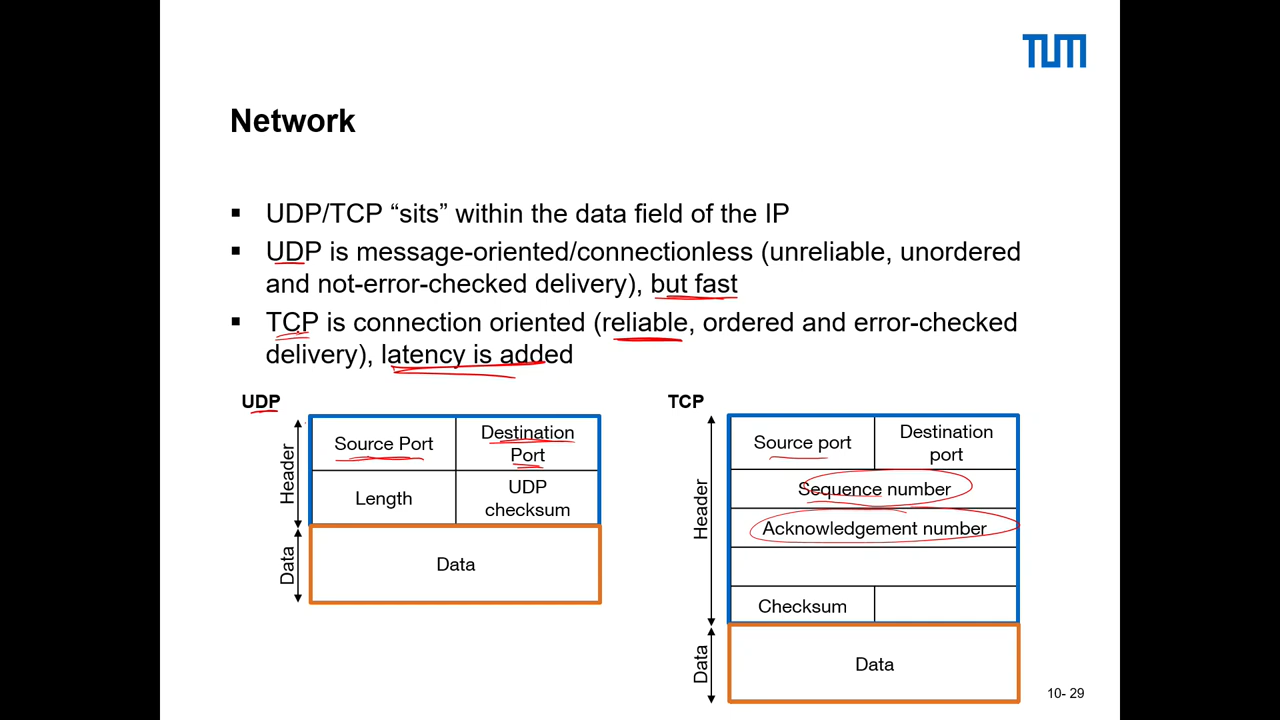 TUM
Network
▪ UDP/TCP “sits” within the data field of the IP
▪ UDP is message-oriented/connectionless (unreliable, unordered
and not-error-checked delivery), but fast
▪ TCP is connection oriented (reliable, ordered and error-checked
delivery), latency is added
UDP
Header
Source Port
Destination
Port
Length
UDP
checksum
Data
Data
TCP
Header
Source port
Destination
port
Sequence number
Acknowledgement number
Checksum
Data
Data
10- 29